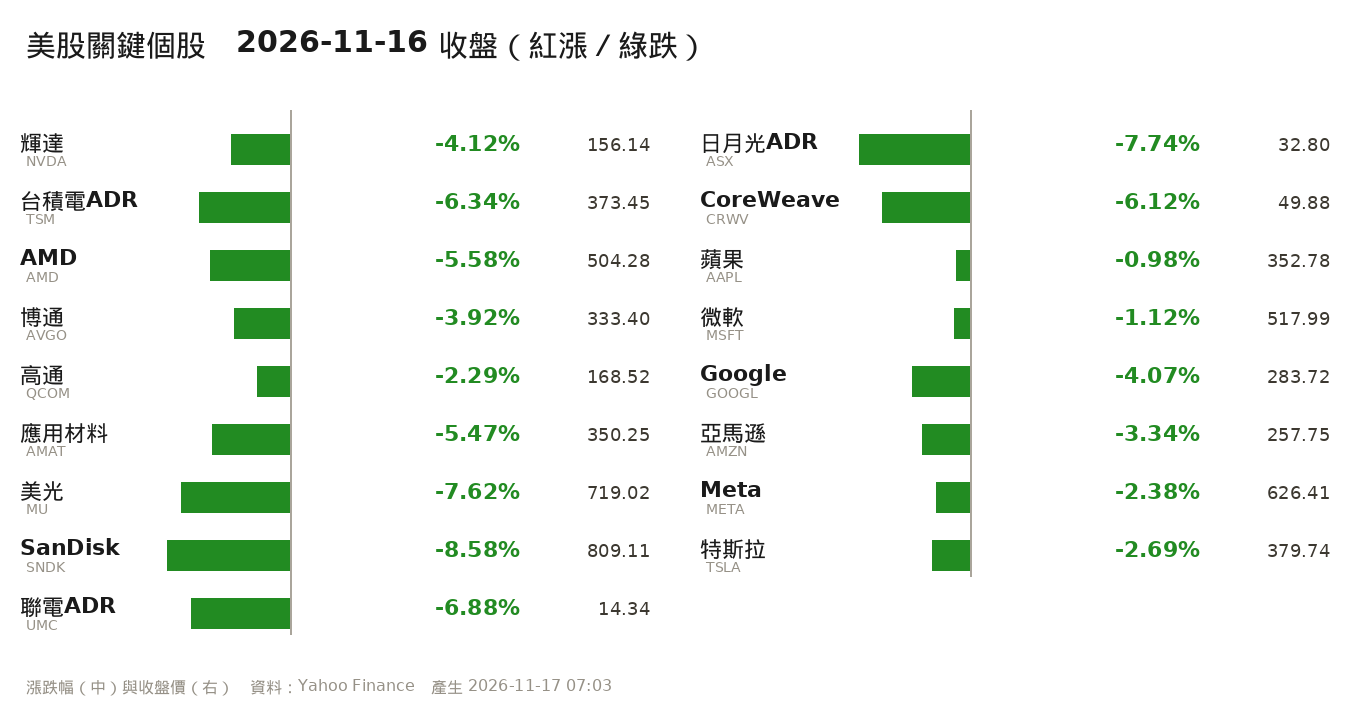 美股關鍵個股 2026-11-16 收盤（紅漲 / 綠跌）
輝達 -4.12% 156.14
NVDA
台積電ADR -6.34% 373.45
TSM
AMD -5.58% 504.28
AMD
博通 -3.92% 333.40
AVGO
高通 -2.29% 168.52
QCOM
應用材料 -5.47% 350.25
AMAT
美光 -7.62% 719.02
MU
SanDisk -8.58% 809.11
SNDK
聯電ADR -6.88% 14.34
UMC
日月光ADR -7.74% 32.80
ASX
CoreWeave -6.12% 49.88
CRWV
蘋果 -0.98% 352.78
AAPL
微軟 -1.12% 517.99
MSFT
Google -4.07% 283.72
GOOGL
亞馬遜 -3.34% 257.75
AMZN
Meta -2.38% 626.41
META
特斯拉 -2.69% 379.74
TSLA
漲跌幅（中）與收盤價（右） 資料：Yahoo Finance 產生 2026-11-17 07:03